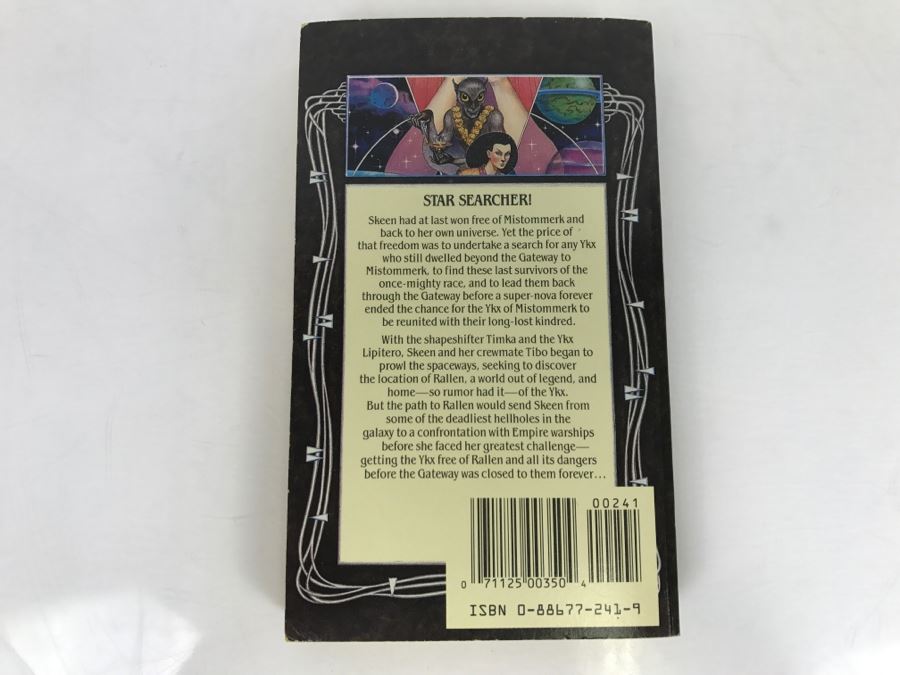 STAR SEARCHER!
Skeen had at last won free of Mistommerk and
back to her own universe. Yet the price of
that freedom was to undertake a search for any Ykx
who still dwelled beyond the Gateway to
Mistommerk, to find these last survivors of the
once-mighty race, and to lead them back
through the Gateway before a super-nova forever
ended the chance for the Ykx of Mistommerk to
be reunited with their long-lost kindred.
With the shapeshifter Timka and the Ykx
Lipitero, Skeen and her crewmate Tibo began to
prowl the spaceways, seeking to discover
the location of Rallen, a world out of legend, and
home—so rumor had it—of the Ykx.
But the path to Rallen would send Skeen from
some of the deadliest hellholes in the
galaxy to a confrontation with Empire warships
before she faced her greatest challenge—
getting the Ykx free of Rallen and all its dangers
before the Gateway was closed to them forever...
00241
0 71125 00350 4
ISBN 0-88677-241-9